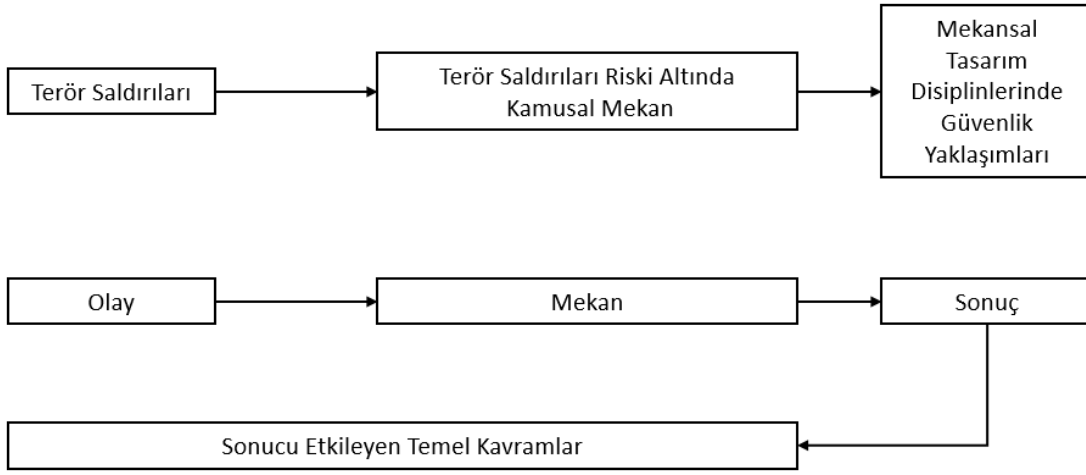 Terör Saldırıları
Terör Saldırıları Riski Altında
Kamusal Mekan
Mekansal
Tasarım
Disiplinlerinde
Güvenlik
Yaklaşımları
Olay
Mekan
Sonuç
Sonucu Etkileyen Temel Kavramlar